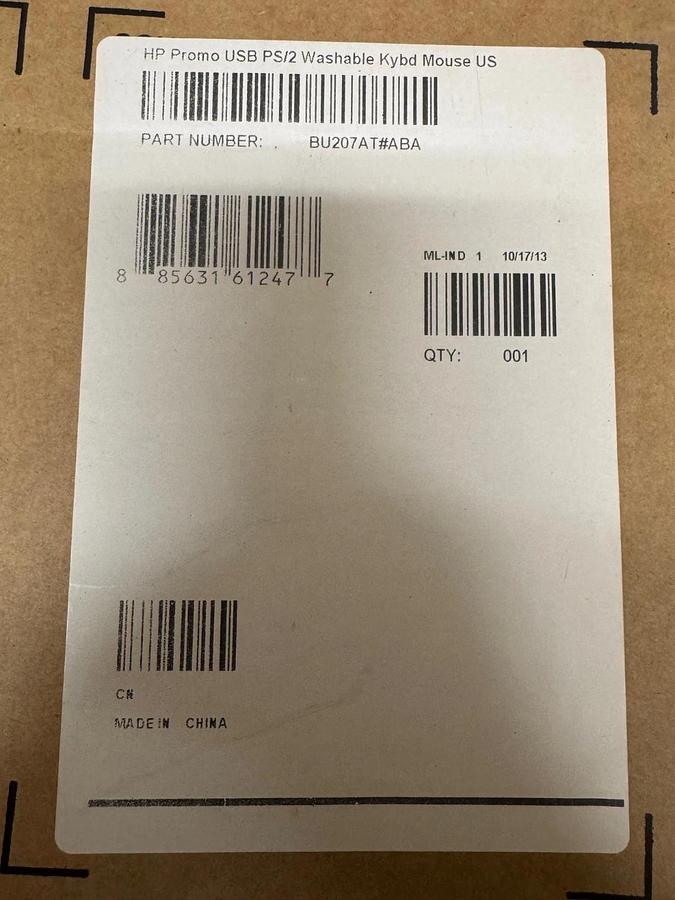 HP Promo USB PS/2 Washable Kybd Mouse US
PART NUMBER: BU207AT#ABA
8 85631 61247 7
ML-IND 1 10/17/13
QTY: 001
CN
MADE IN CHINA